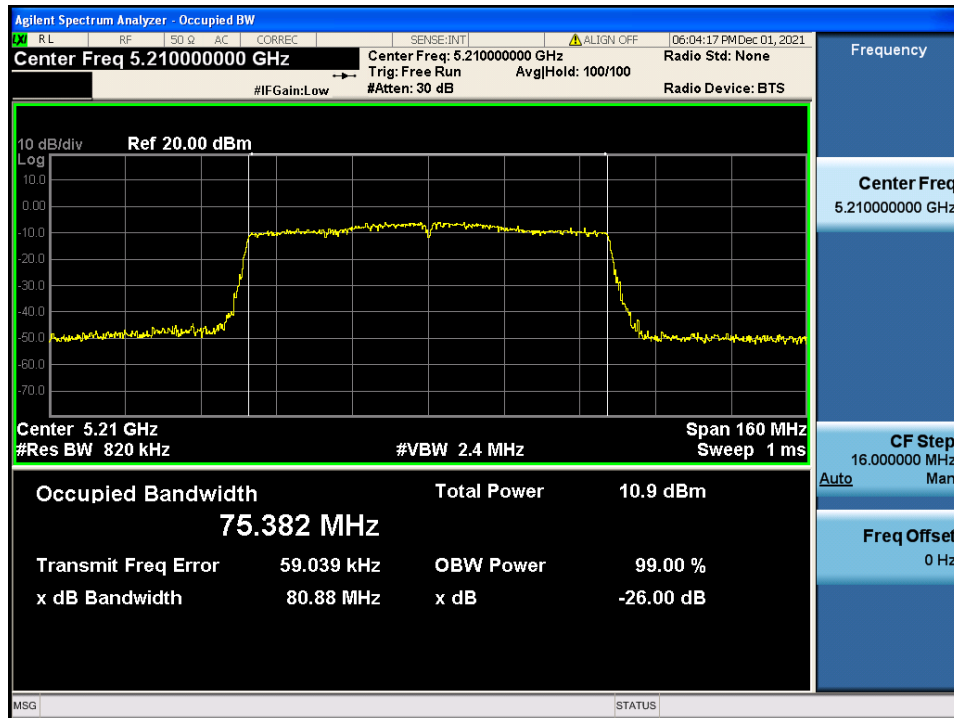 Agilent Spectrum Analyzer - Occupied BW
LXI RL RF 50 Ω AC CORREC SENSE:INT ALIGN OFF 06:04:17 PM Dec 01, 2021
Center Freq 5.210000000 GHz
Center Freq: 5.210000000 GHz
Radio Std: None
Trig: Free Run Avg|Hold: 100/100
#IFGain:Low
#Atten: 30 dB
Radio Device: BTS
10 dB/div Ref 20.00 dBm
Log
10.0
0.00
-10.0
-20.0
-30.0
-40.0
-50.0
-60.0
-70.0
Center 5.21 GHz Span 160 MHz
#Res BW 820 kHz #VBW 2.4 MHz Sweep 1 ms
Occupied Bandwidth Total Power 10.9 dBm
75.382 MHz
Transmit Freq Error 59.039 kHz OBW Power 99.00 %
x dB Bandwidth 80.88 MHz x dB -26.00 dB
Frequency
Center Freq
5.210000000 GHz
CF Step
16.000000 MHz
Auto Man
Freq Offset
0 Hz
MSG STATUS